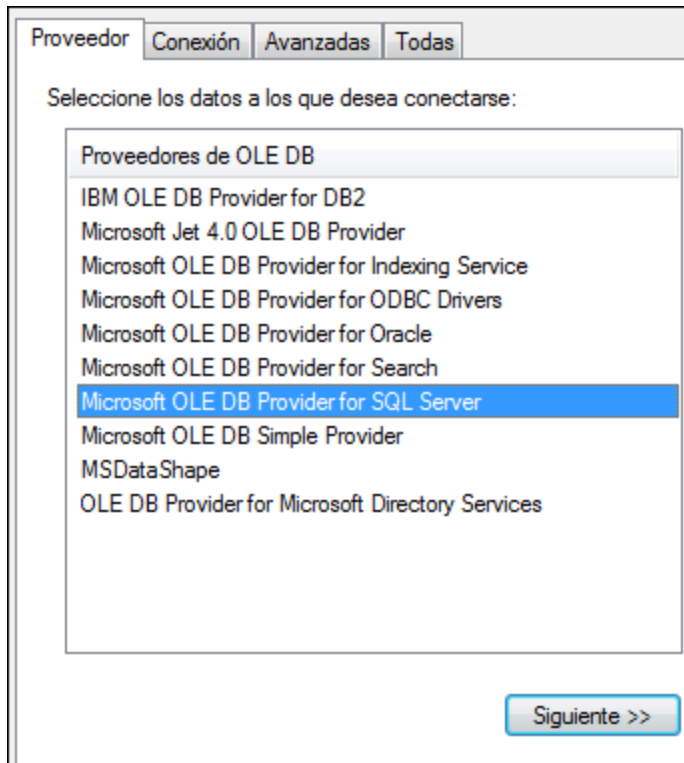 Proveedor Conexión Avanzadas Todas
Seleccione los datos a los que desea conectarse:
Proveedores de OLE DB
IBM OLE DB Provider for DB2
Microsoft Jet 4.0 OLE DB Provider
Microsoft OLE DB Provider for Indexing Service
Microsoft OLE DB Provider for ODBC Drivers
Microsoft OLE DB Provider for Oracle
Microsoft OLE DB Provider for Search
Microsoft OLE DB Provider for SQL Server
Microsoft OLE DB Simple Provider
MSDataShape
OLE DB Provider for Microsoft Directory Services
Siguiente >>